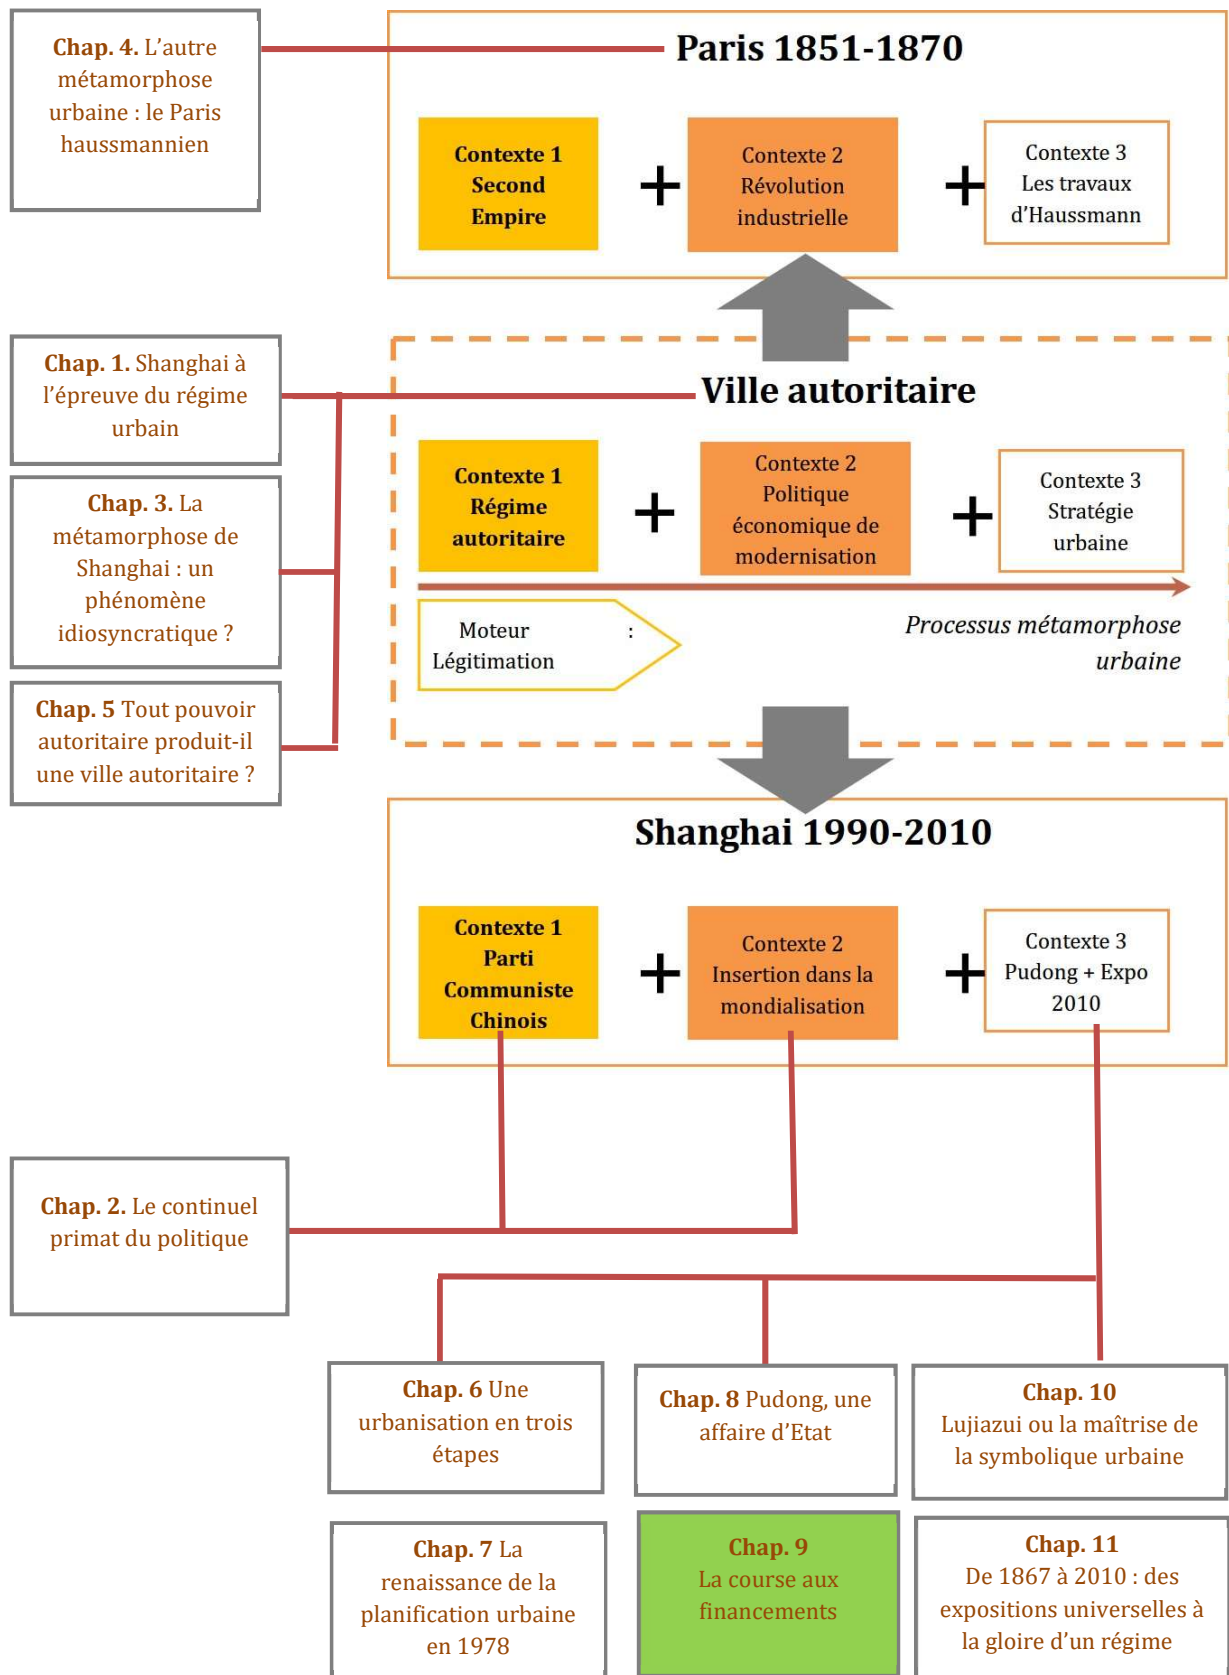 Chap. 4. L’autre
métamorphose
urbaine : le Paris
haussmannien
Paris 1851-1870
Contexte 1
Second
Empire
+
Contexte 2
Révolution
industrielle
+
Contexte 3
Les travaux
d’Haussmann
Chap. 1. Shanghai à
l’épreuve du régime
urbain
Chap. 3. La
métamorphose de
Shanghai : un
phénomène
idiosyncratique ?
Chap. 5 Tout pouvoir
autoritaire produit-il
une ville autoritaire ?
Ville autoritaire
Contexte 1
Régime
autoritaire
+
Contexte 2
Politique
économique de
modernisation
+
Contexte 3
Stratégie
urbaine
Moteur :
Légitimation
Processus métamorphose
urbaine
Shanghai 1990-2010
Contexte 1
Parti
Communiste
Chinois
+
Contexte 2
Insertion dans la
mondialisation
+
Contexte 3
Pudong + Expo
2010
Chap. 2. Le continuel
primat du politique
Chap. 6 Une
urbanisation en trois
étapes
Chap. 8 Pudong, une
affaire d’Etat
Chap. 10
Lujiazui ou la maîtrise de
la symbolique urbaine
Chap. 7 La
renaissance de la
planification urbaine
en 1978
Chap. 9
La course aux
financements
Chap. 11
De 1867 à 2010 : des
expositions universelles à
la gloire d’un régime